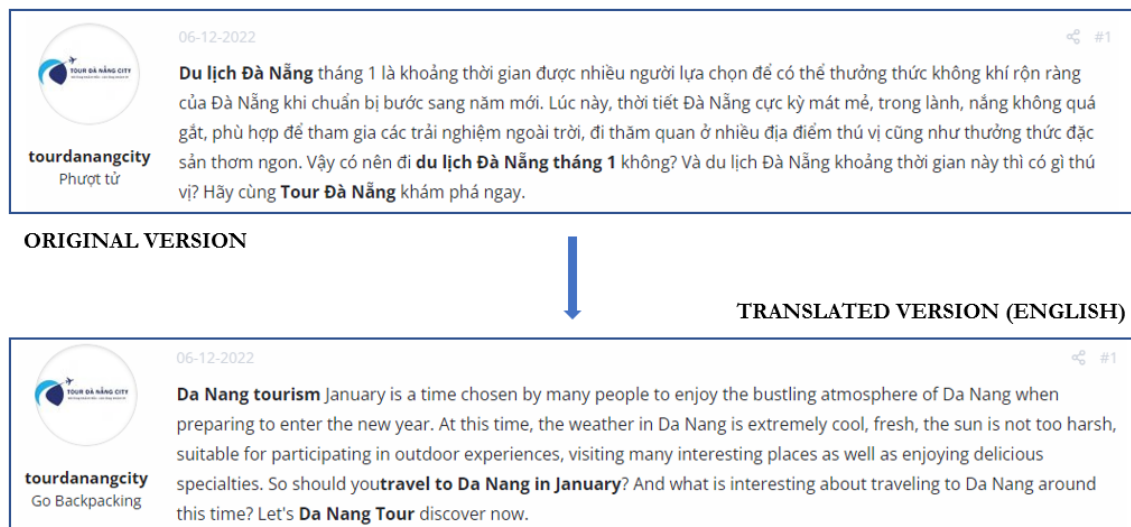 06-12-2022 #1
TOUR ĐÀ NẴNG CITY
Du lịch Đà Nẵng tháng 1 là khoảng thời gian được nhiều người lựa chọn để có thể thưởng thức không khí rộn ràng
của Đà Nẵng khi chuẩn bị bước sang năm mới. Lúc này, thời tiết Đà Nẵng cực kỳ mát mẻ, trong lành, nắng không quá
gắt, phù hợp để tham gia các trải nghiệm ngoài trời, đi thăm quan ở nhiều địa điểm thú vị cũng như thưởng thức đặc
sản thơm ngon. Vậy có nên đi du lịch Đà Nẵng tháng 1 không? Và du lịch Đà Nẵng khoảng thời gian này thì có gì thú
vị? Hãy cùng Tour Đà Nẵng khám phá ngay.
tourdanangcity
Phượt tử
ORIGINAL VERSION
TRANSLATED VERSION (ENGLISH)
06-12-2022 #1
TOUR ĐÀ NẴNG CITY
Da Nang tourism January is a time chosen by many people to enjoy the bustling atmosphere of Da Nang when
preparing to enter the new year. At this time, the weather in Da Nang is extremely cool, fresh, the sun is not too harsh,
suitable for participating in outdoor experiences, visiting many interesting places as well as enjoying delicious
specialties. So should youtravel to Da Nang in January? And what is interesting about traveling to Da Nang around
this time? Let's Da Nang Tour discover now.
tourdanangcity
Go Backpacking